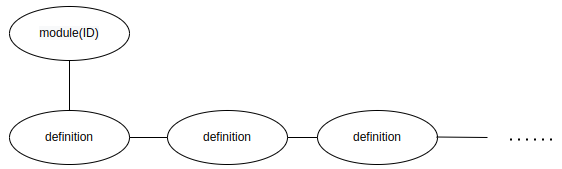 module(ID)
definition
definition
definition
......